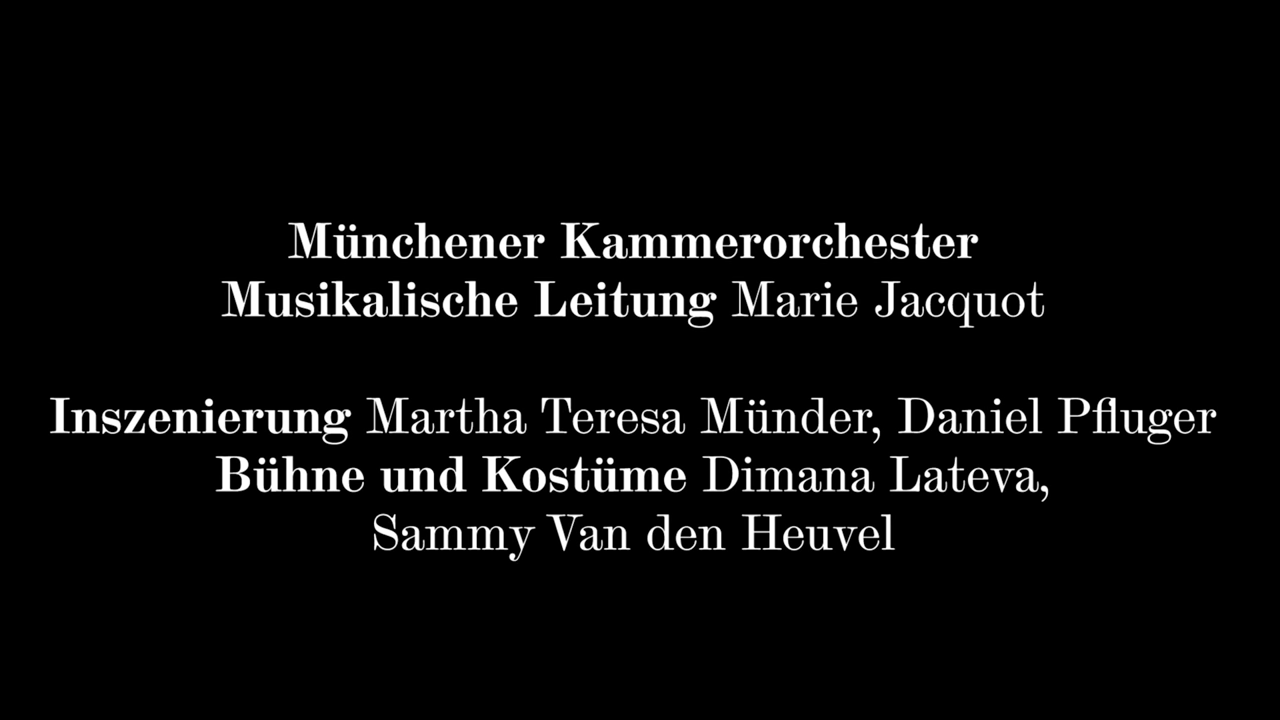 Münchener Kammerorchester
Musikalische Leitung Marie Jacquot
Inszenierung Martha Teresa Münder, Daniel Pfluger
Bühne und Kostüme Dimana Lateva,
Sammy Van den Heuvel